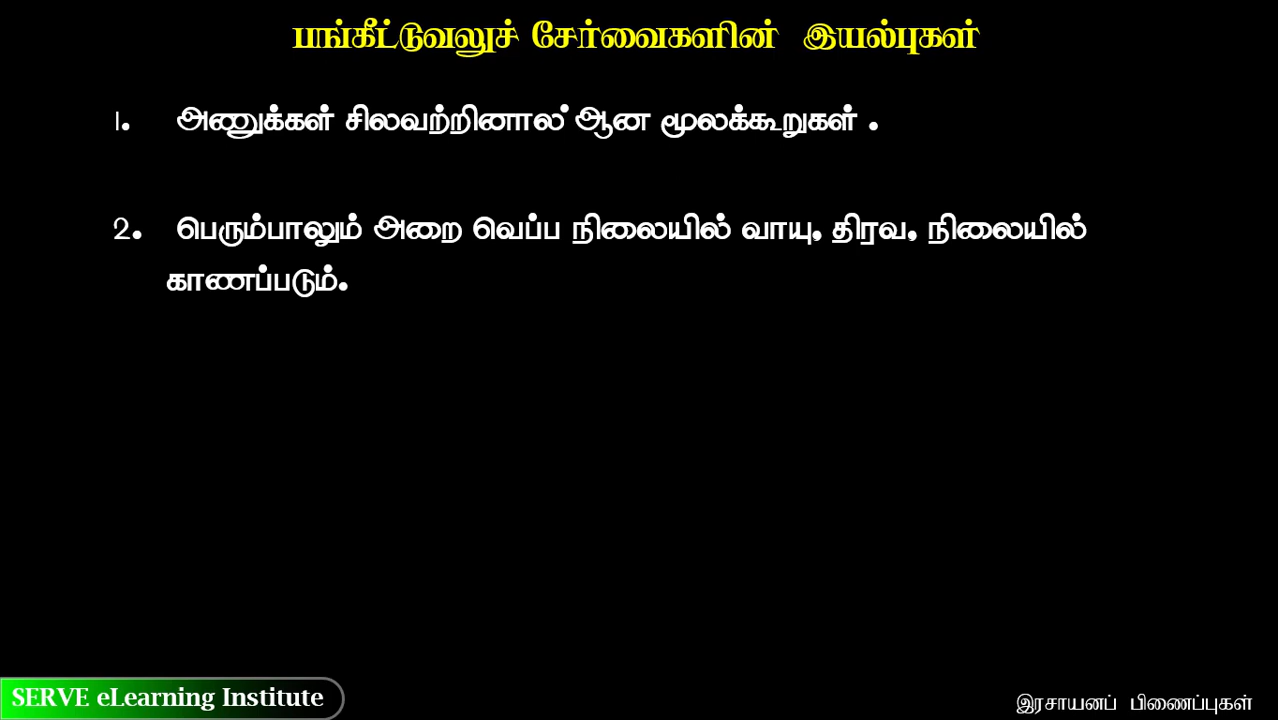 பங்கீட்டுவலுச் சேர்வைகளின் இயல்புகள்
1. அணுக்கள் சிலவற்றினால் ஆன மூலக்கூறுகள் .
2. பெரும்பாலும் அறை வெப்ப நிலையில் வாயு, திரவ, நிலையில்
காணப்படும்.
SERVE eLearning Institute
இரசாயனப் பிணைப்புகள்